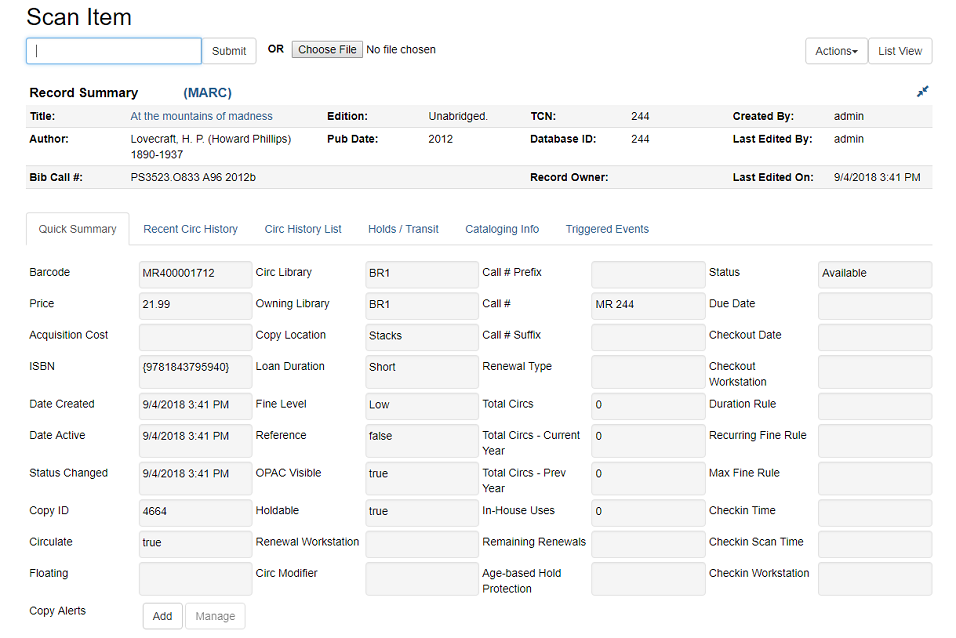 Scan Item
Submit OR Choose File No file chosen Actions List View
Record Summary (MARC)
Title: At the mountains of madness Edition: Unabridged. TCN: 244 Created By: admin
Author: Lovecraft, H. P. (Howard Phillips) Pub Date: 2012 Database ID: 244 Last Edited By: admin
1890-1937
Bib Call #: PS3523.O833 A96 2012b Record Owner: Last Edited On: 9/4/2018 3:41 PM
Quick Summary Recent Circ History Circ History List Holds / Transit Cataloging Info Triggered Events
Barcode MR400001712 Circ Library BR1 Call # Prefix Status Available
Price 21.99 Owning Library BR1 Call # MR 244 Due Date
Acquisition Cost Copy Location Stacks Call # Suffix Checkout Date
ISBN {9781843795940} Loan Duration Short Renewal Type Checkout
Workstation
Date Created 9/4/2018 3:41 PM Fine Level Low Total Circs 0 Duration Rule
Date Active 9/4/2018 3:41 PM Reference false Total Circs - Current 0 Recurring Fine Rule
Year
Status Changed 9/4/2018 3:41 PM OPAC Visible true Total Circs - Prev 0 Max Fine Rule
Year
Copy ID 4664 Holdable true In-House Uses 0 Checkin Time
Circulate true Renewal Workstation Remaining Renewals Checkin Scan Time
Floating Circ Modifier Age-based Hold Checkin Workstation
Protection
Copy Alerts Add Manage